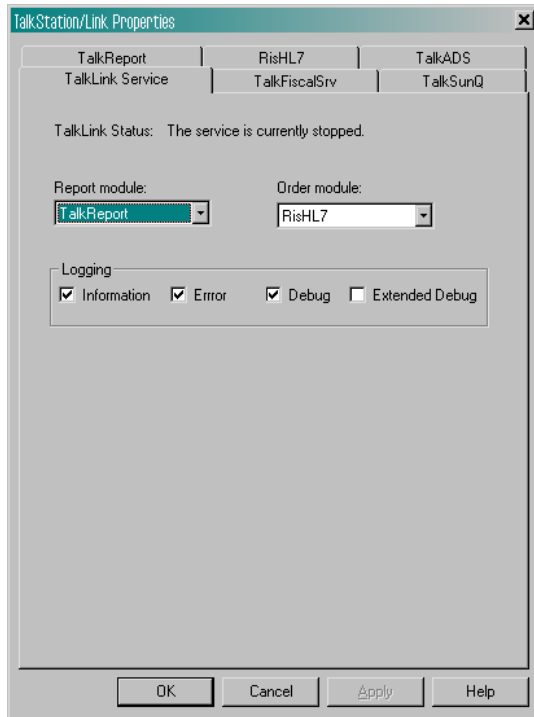 TalkStation/Link Properties
TalkReport RisHL7 TalkADS
TalkLink Service TalkFiscalSrv TalkSunQ
TalkLink Status: The service is currently stopped.
Report module: Order module:
TalkReport RisHL7
Logging
Information Errror Debug Extended Debug
OK Cancel Apply Help